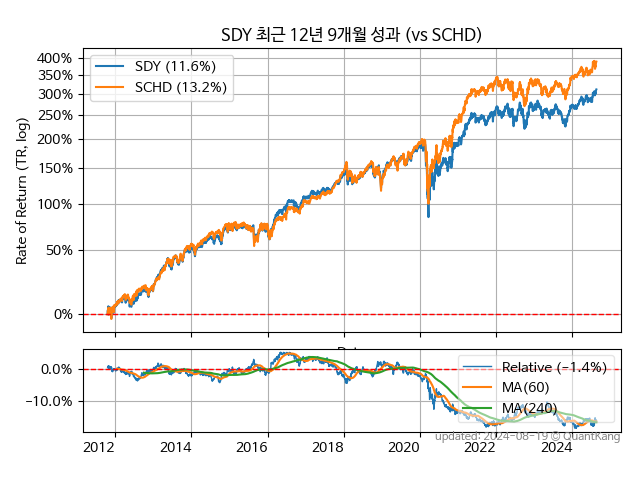 SDY 최근 12년 9개월 성과 (vs SCHD)
Rate of Return (TR, log)
400%
350%
300%
250%
200%
150%
100%
50%
0%
SDY (11.6%)
SCHD (13.2%)
0.0%
−10.0%
Relative (−1.4%)
MA(60)
MA(240)
2012 2014 2016 2018 2020 2022 2024
updated: 2024-08-19 © QuantKang